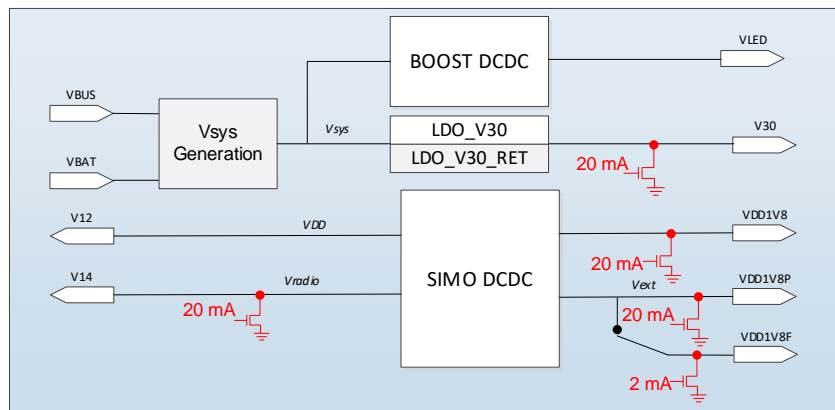 BOOST DCDC
VLED
VBUS
Vsys
Generation
Vsys
LDO_V30
LDO_V30_RET
V30
VBAT
20 mA
V12
VDD
SIMO DCDC
VDD1V8
20 mA
V14
Vradio
20 mA
Vext
VDD1V8P
20 mA
VDD1V8F
2 mA